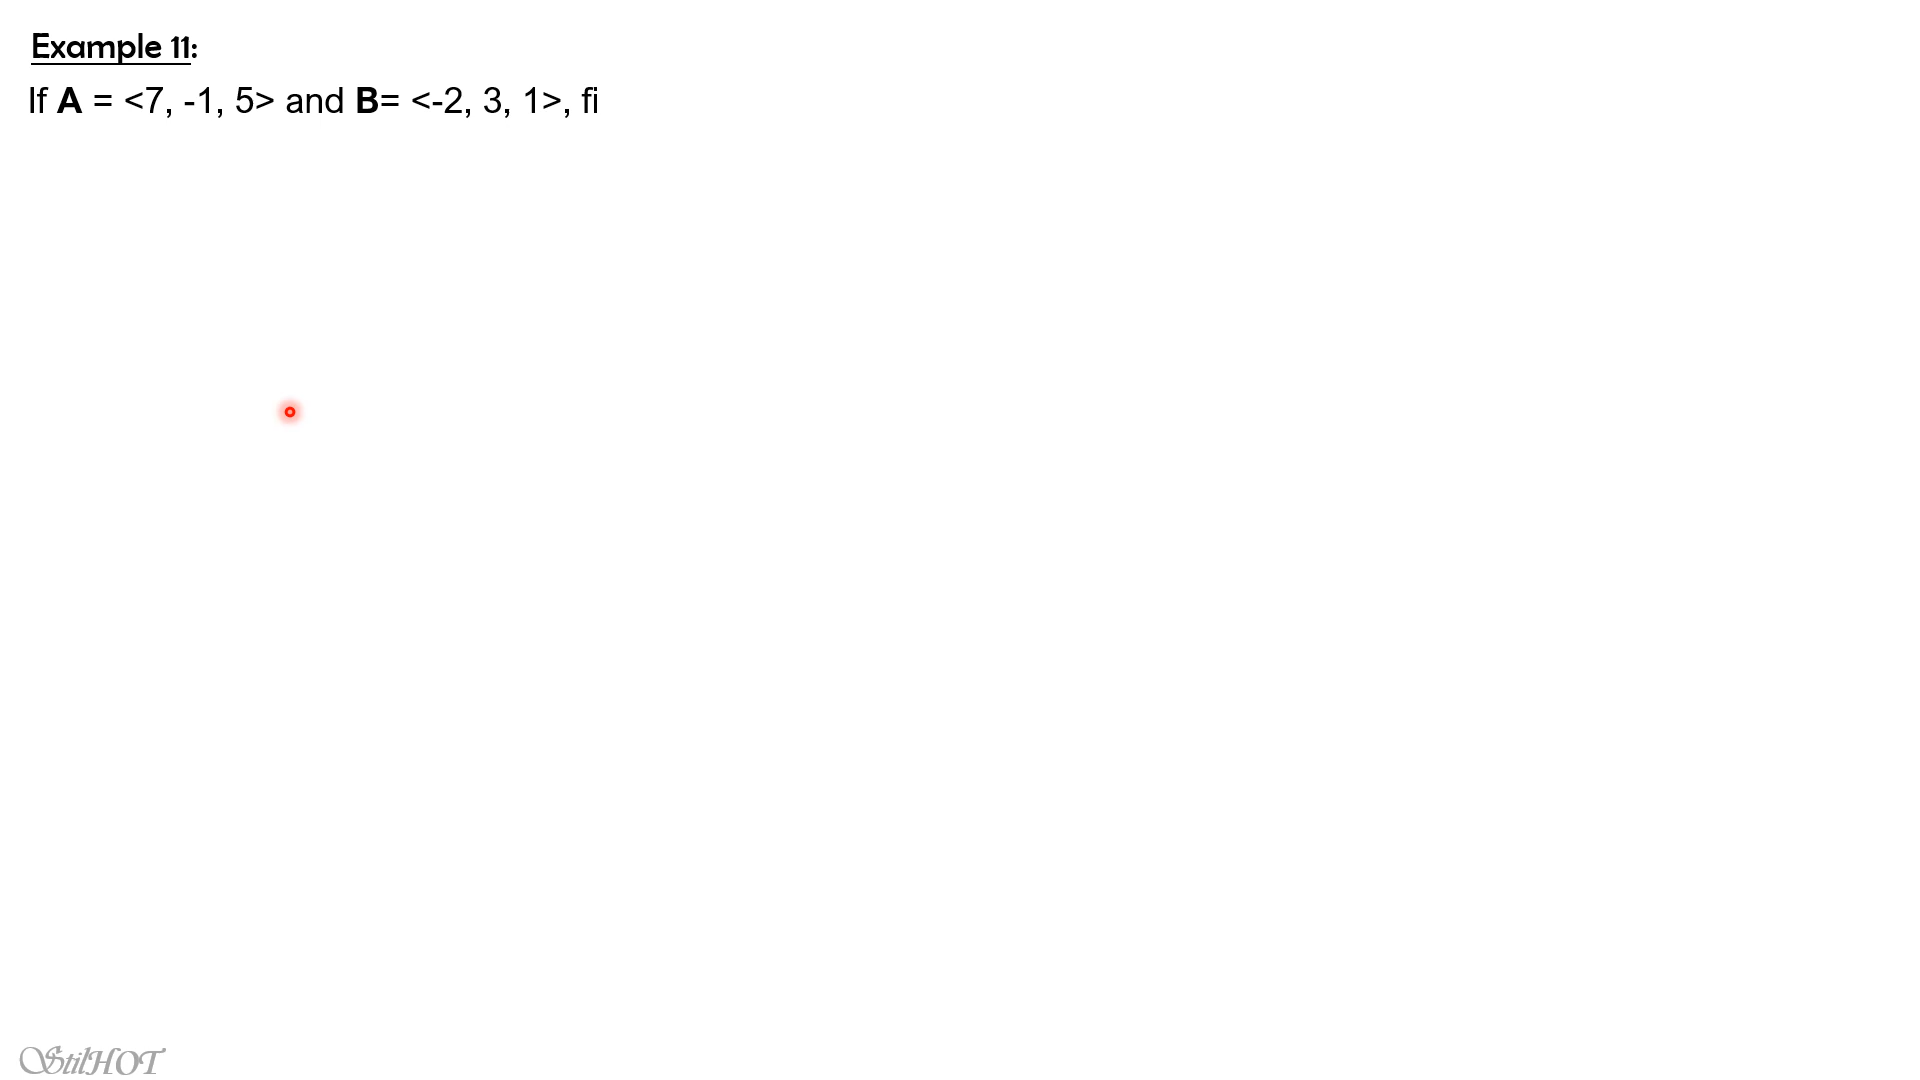 Example 11:
If A = <7, -1, 5> and B= <-2, 3, 1>, fi
StilHOT